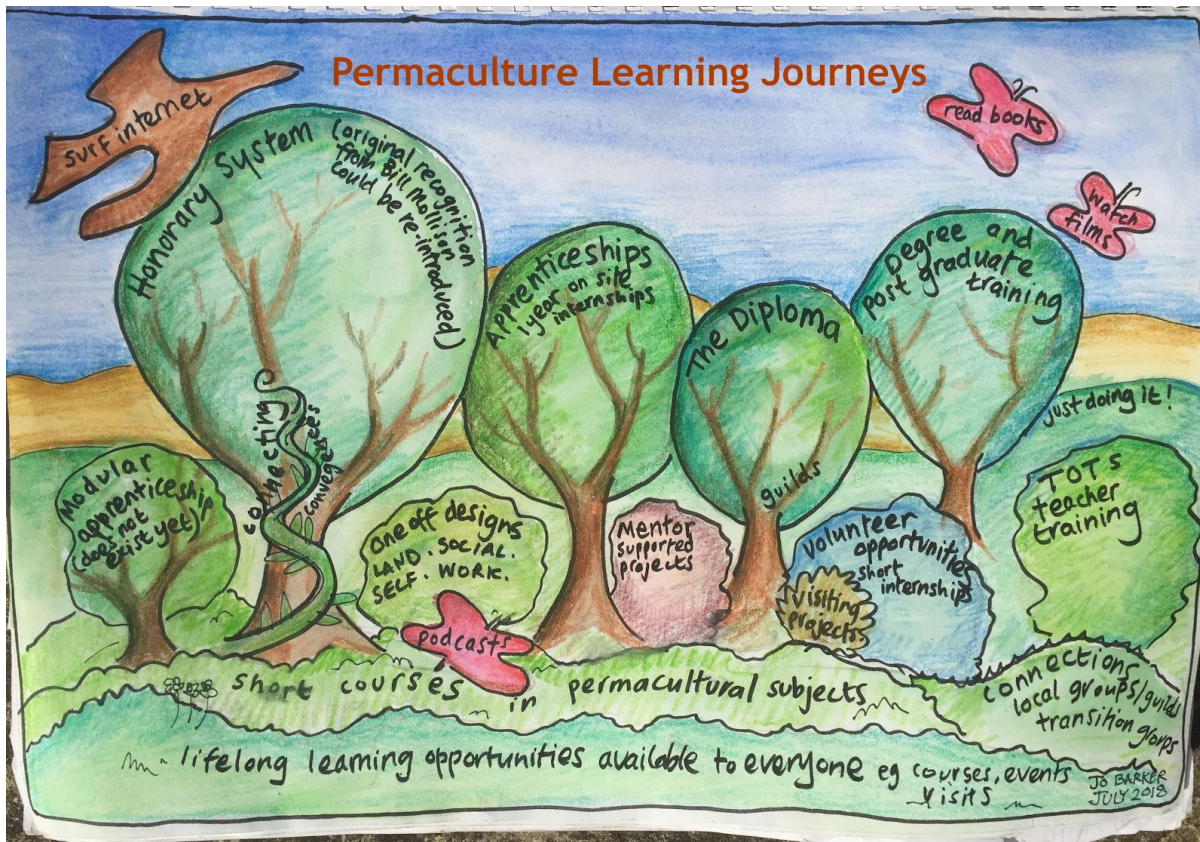 Permaculture Learning Journeys
surf internet
read books
watch
films
Honorary System
(original recognition
from Bill Mollison
could be re-introduced)
Apprenticeships
1 year on site
internships
The Diploma
guilds
Degree and
post graduate
training
just doing it!
modular
apprenticeship
(does not
exist yet)
connecting
convergences
one off designs
LAND. SOCIAL.
SELF. WORK.
Mentor
supported
projects
volunteer
opportunities
short
internships
visiting
projects
TOTs
teacher
training
podcasts
short courses in permacultural subjects
connections
local groups/guilds
transition groups
lifelong learning opportunities available to everyone eg courses, events
visits
JO BARKER
JULY 2018